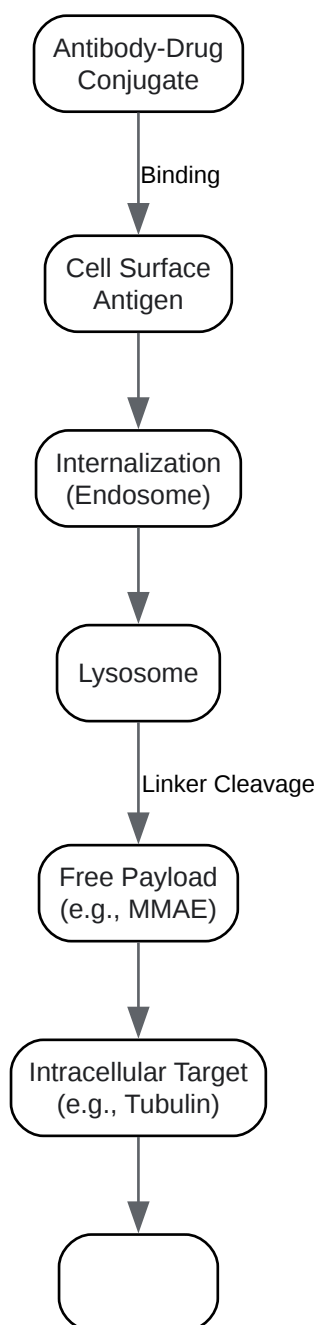 Antibody-Drug
Conjugate
Binding
Cell Surface
Antigen
Internalization
(Endosome)
Lysosome
Linker Cleavage
Free Payload
(e.g., MMAE)
Intracellular Target
(e.g., Tubulin)